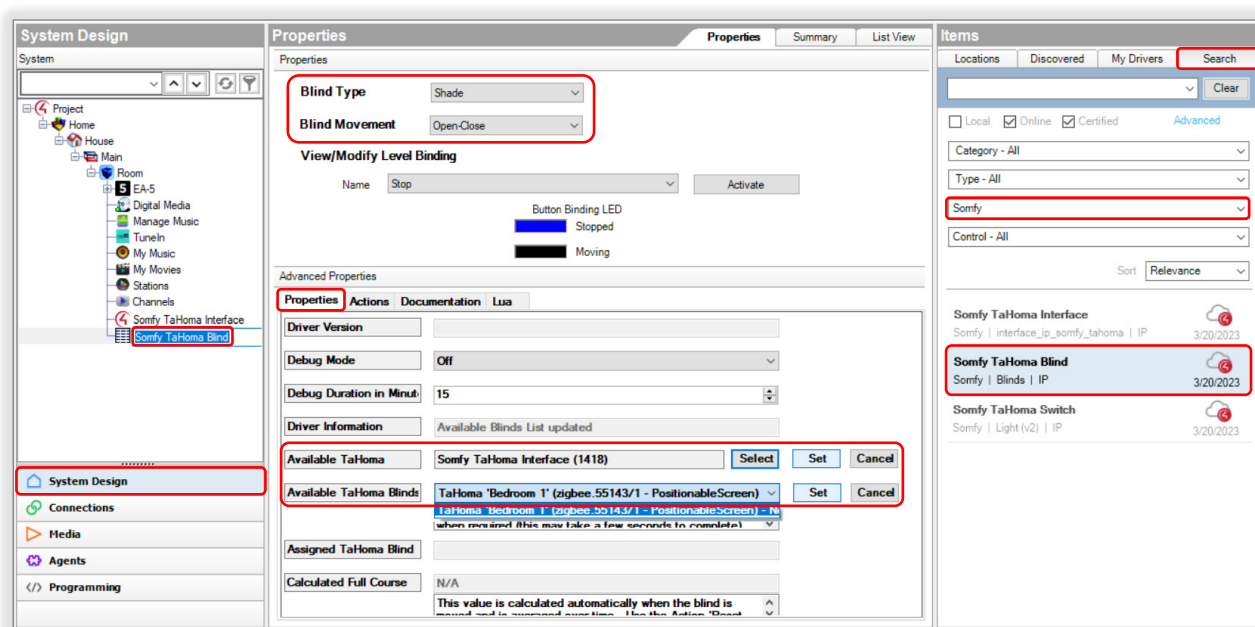 System Design
System
Project
Home
House
Main
Room
5 EA-5
Digital Media
Manage Music
TuneIn
My Music
My Movies
Stations
Channels
Somfy TaHoma Interface
Somfy TaHoma Blind
System Design
Connections
Media
Agents
</> Programming
Properties
Properties Summary List View
Properties
Blind Type Shade
Blind Movement Open-Close
View/Modify Level Binding
Name Stop Activate
Button Binding LED
Stopped
Moving
Advanced Properties
Properties Actions Documentation Lua
Driver Version
Debug Mode Off
Debug Duration in Minut 15
Driver Information Available Blinds List updated
Available TaHoma Somfy TaHoma Interface (1418) Select Set Cancel
Available TaHoma Blinds TaHoma 'Bedroom 1' (zigbee.55143/1 - PositionableScreen) Set Cancel
TaHoma 'Bedroom 1' (zigbee.55143/1 - PositionableScreen) - N
when required (this may take a few seconds to complete)
Assigned TaHoma Blind
Calculated Full Course N/A
This value is calculated automatically when the blind is
moved and is averaged over time. Use the Action 'Reset
Items
Locations Discovered My Drivers Search
Clear
Local Online Certified Advanced
Category - All
Type - All
Somfy
Control - All
Sort Relevance
Somfy TaHoma Interface
Somfy | interface_ip_somfy_tahoma | IP 3/20/2023
Somfy TaHoma Blind
Somfy | Blinds | IP 3/20/2023
Somfy TaHoma Switch
Somfy | Light (v2) | IP 3/20/2023